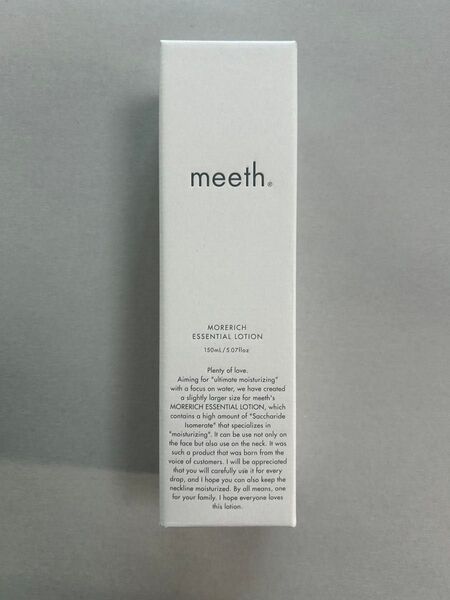 meeth®
MORERICH
ESSENTIAL LOTION
150mL/5.07floz
Plenty of love.
Aiming for "ultimate moisturizing"
with a focus on water, we have created
a slightly larger size for meeth's
MORERICH ESSENTIAL LOTION, which
contains a high amount of "Saccharide
Isomerate" that specializes in
"moisturizing". It can be use not only on
the face but also use on the neck. It was
such a product that was born from the
voice of customers. I will be appreciated
that you will carefully use it for every
drop, and I hope you can also keep the
neckline moisturized. By all means, one
for your family. I hope everyone loves
this lotion.